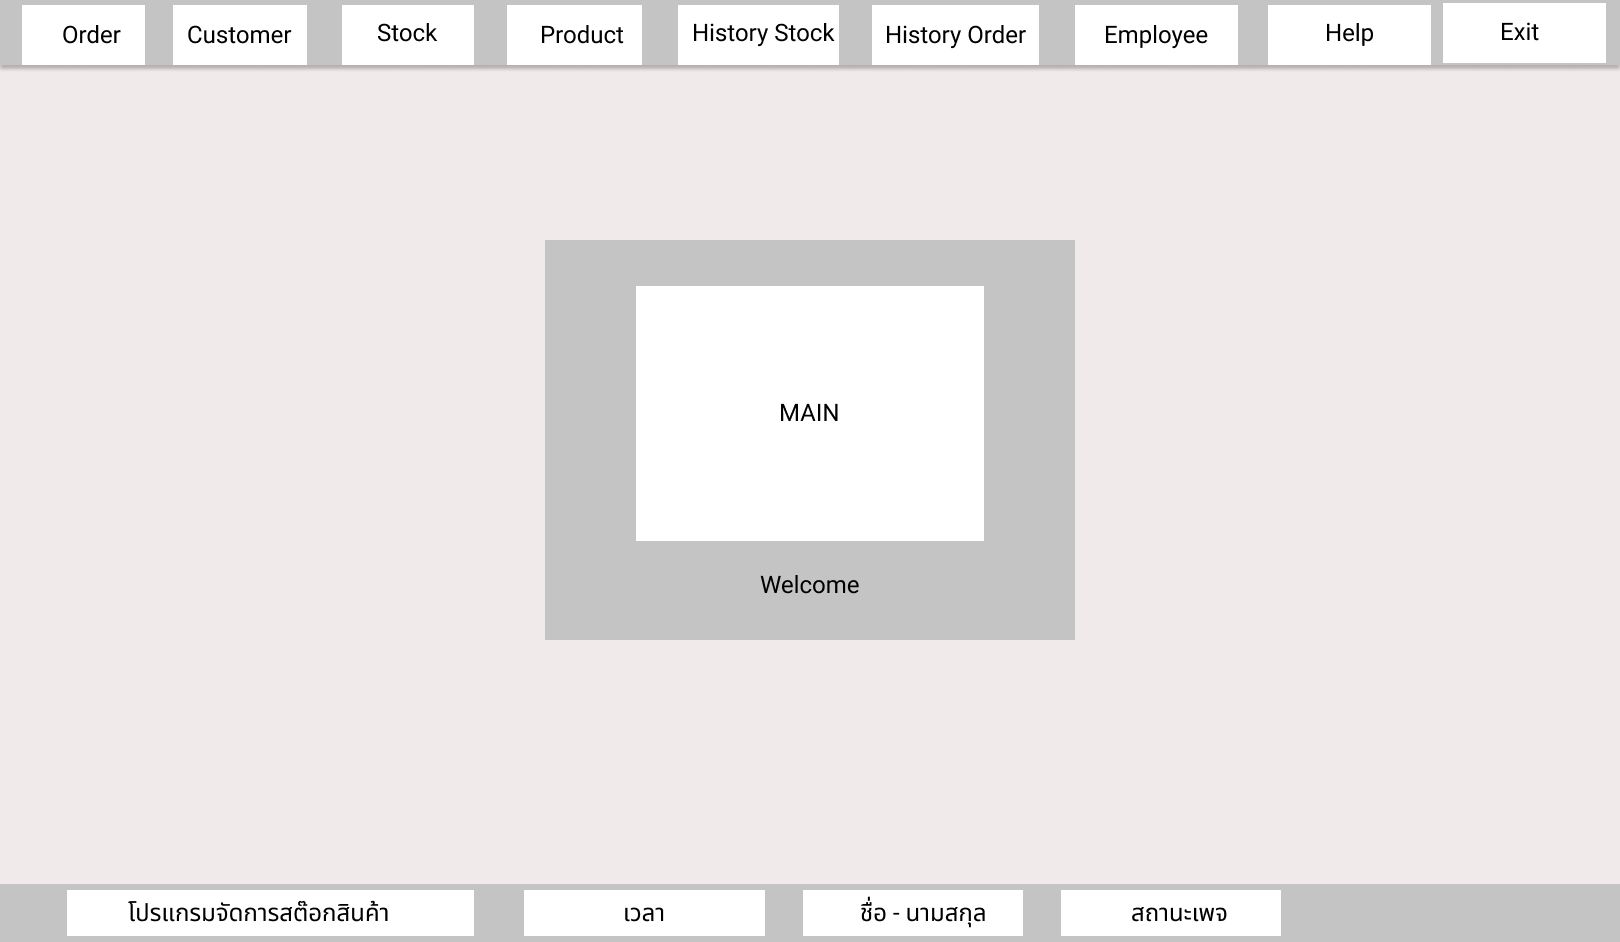 Order
Customer
Stock
Product
History Stock
History Order
Employee
Help
Exit
MAIN
Welcome
โปรแกรมจัดการสต๊อกสินค้า
เวลา
ชื่อ - นามสกุล
สถานะเพจ